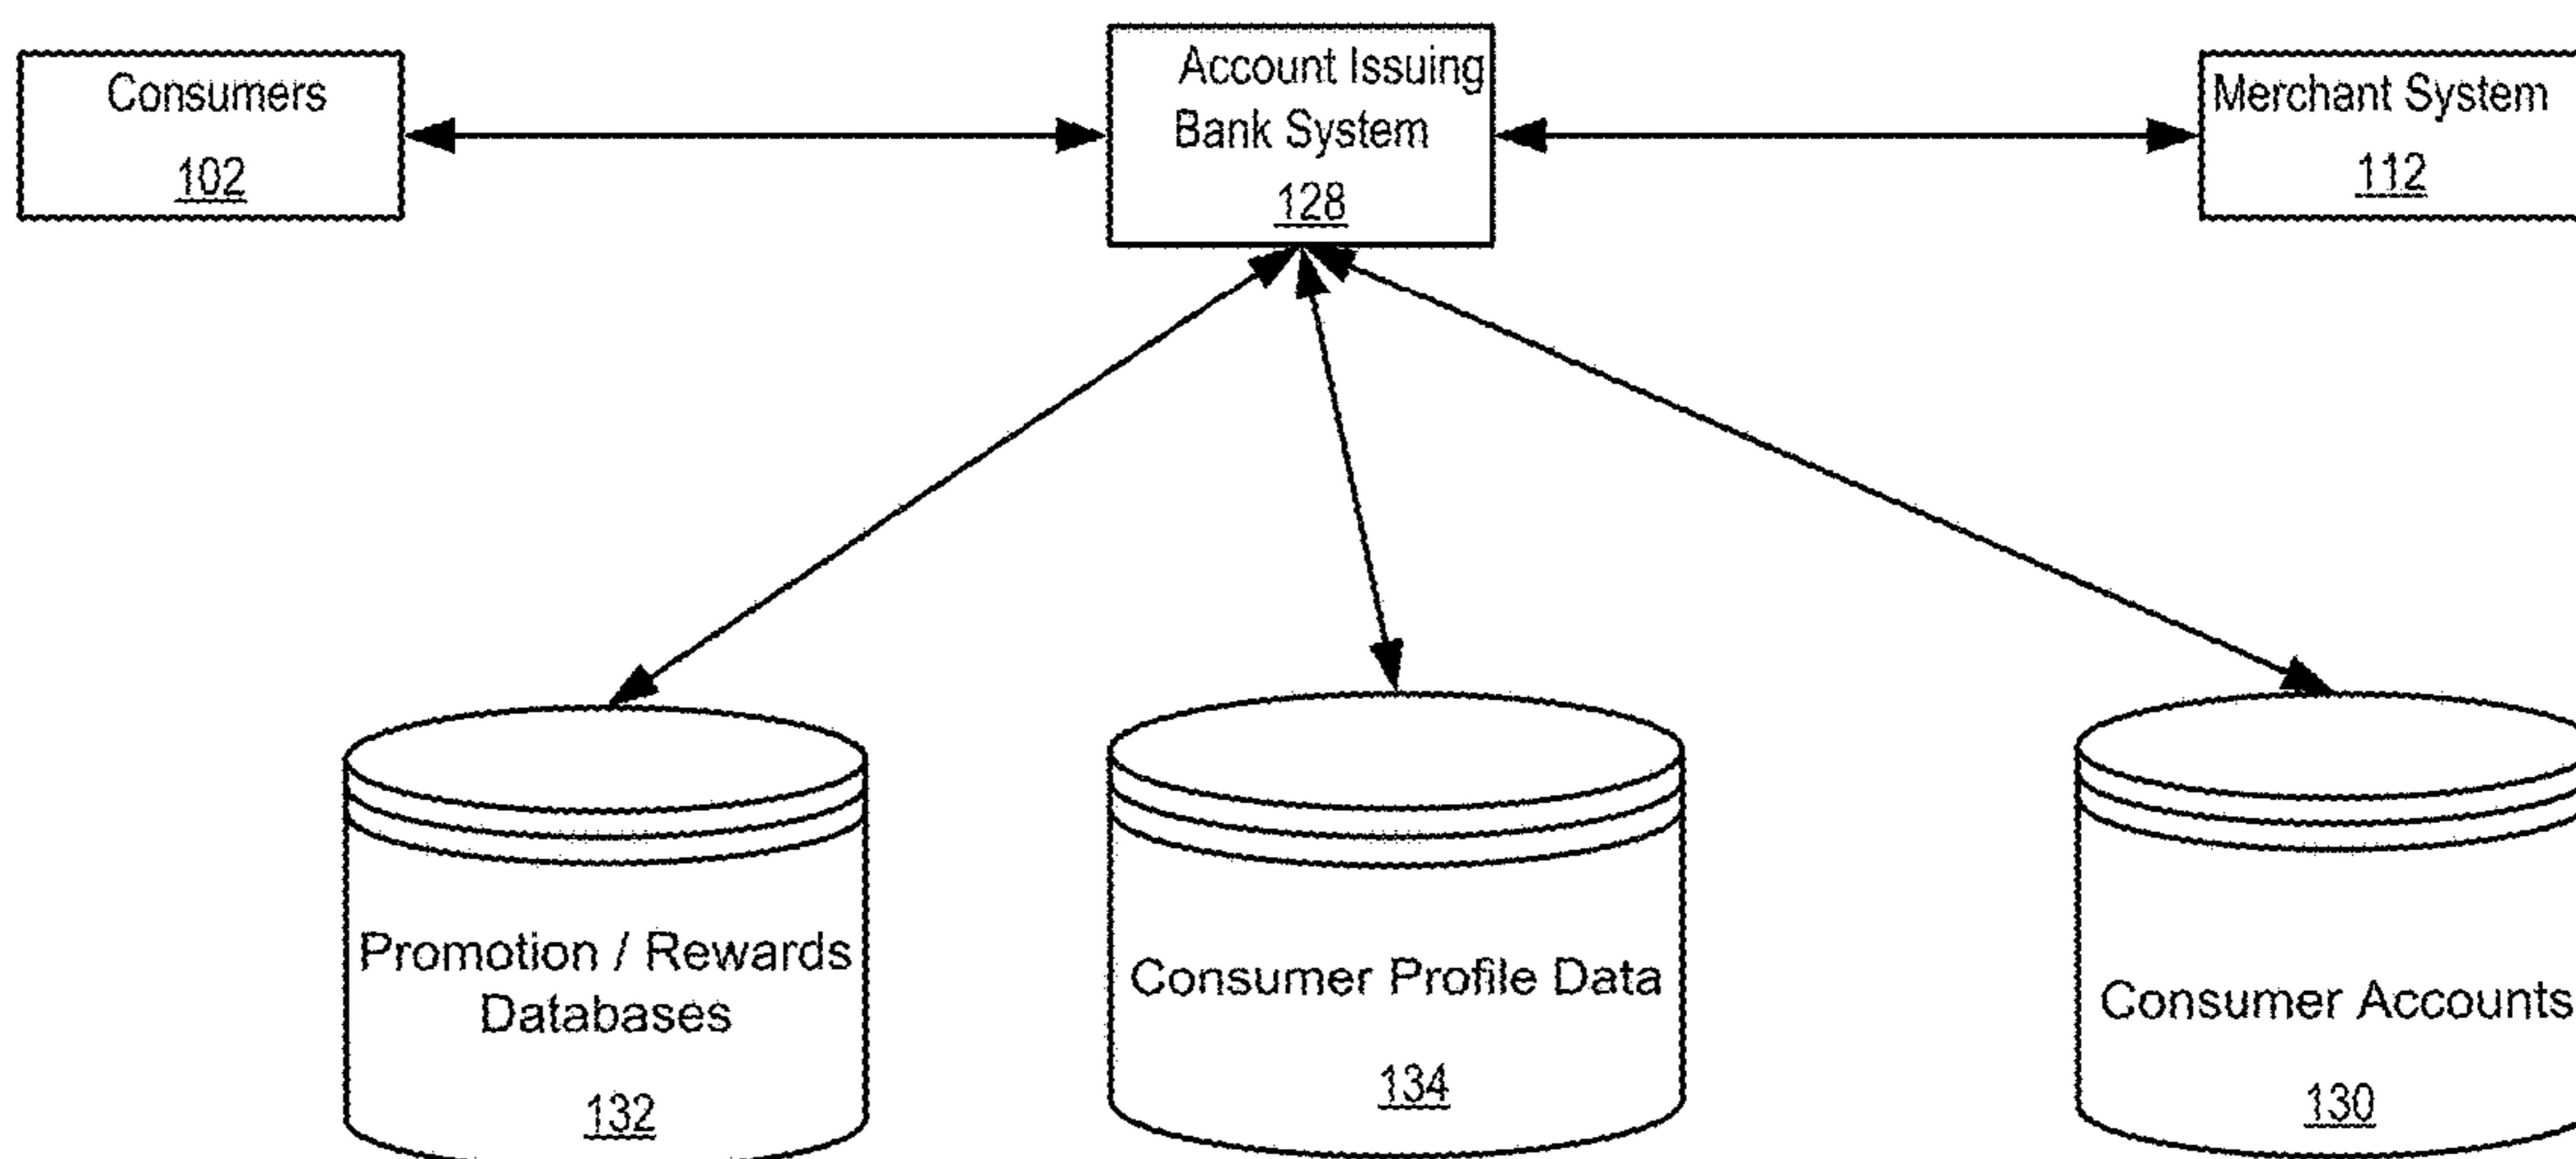 Consumers
102
Account Issuing
Bank System
128
Merchant System
112
Promotion / Rewards
Databases
132
Consumer Profile Data
134
Consumer Accounts
130